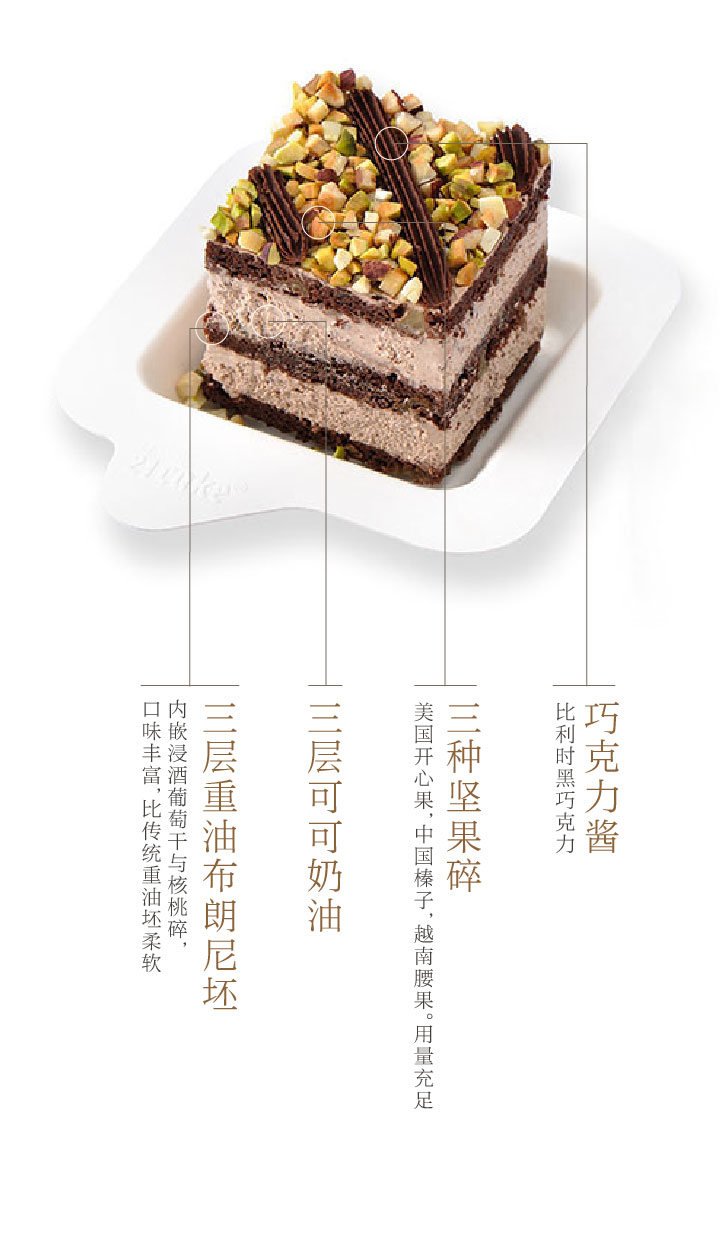 巧克力酱
比利时黑巧克力
三种坚果碎
美国开心果，中国榛子，越南腰果。用量充足
三层可可奶油
三层重油布朗尼坯
内嵌浸酒葡萄干与核桃碎，
口味丰富，比传统重油坯柔软
21cake